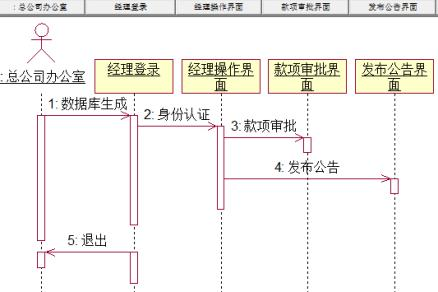 : 总公司办公室
经理登录
经理操作界面
款项审批界面
发布公告界面
: 总公司办公室
经理登录
经理操作界
面
款项审批界
面
发布公告界
面
1: 数据库生成
2: 身份认证
3: 款项审批
4: 发布公告
5: 退出